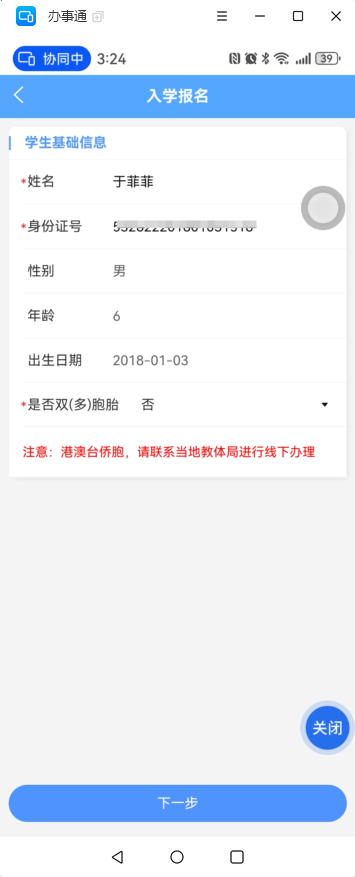 办事通
协同中 3:24 39
入学报名
学生基础信息
*姓名 于菲菲
*身份证号
性别 男
年龄 6
出生日期 2018-01-03
*是否双(多)胞胎 否
注意：港澳台侨胞，请联系当地教体局进行线下办理
关闭
下一步